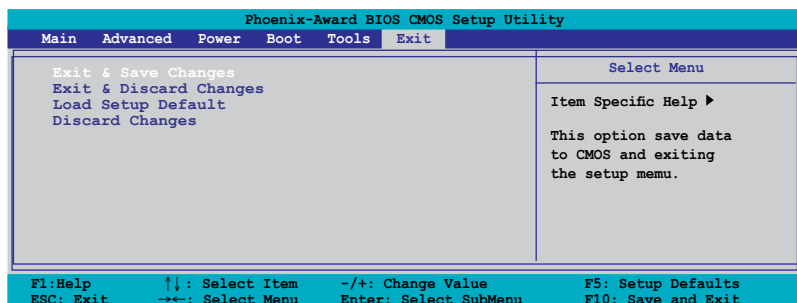 Phoenix-Award BIOS CMOS Setup Utility
Main Advanced Power Boot Tools Exit
Exit & Save Changes
Exit & Discard Changes
Load Setup Default
Discard Changes
Select Menu
Item Specific Help ▶
This option save data
to CMOS and exiting
the setup memu.
F1:Help ↑↓: Select Item -/+: Change Value F5: Setup Defaults
ESC: Exit →←: Select Menu Enter: Select SubMenu F10: Save and Exit